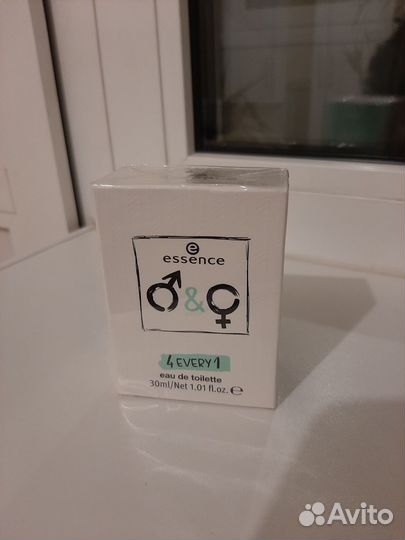 essence
&
4 EVERY 1
eau de toilette
30ml/Net 1.01 fl.oz. ℮
Avito